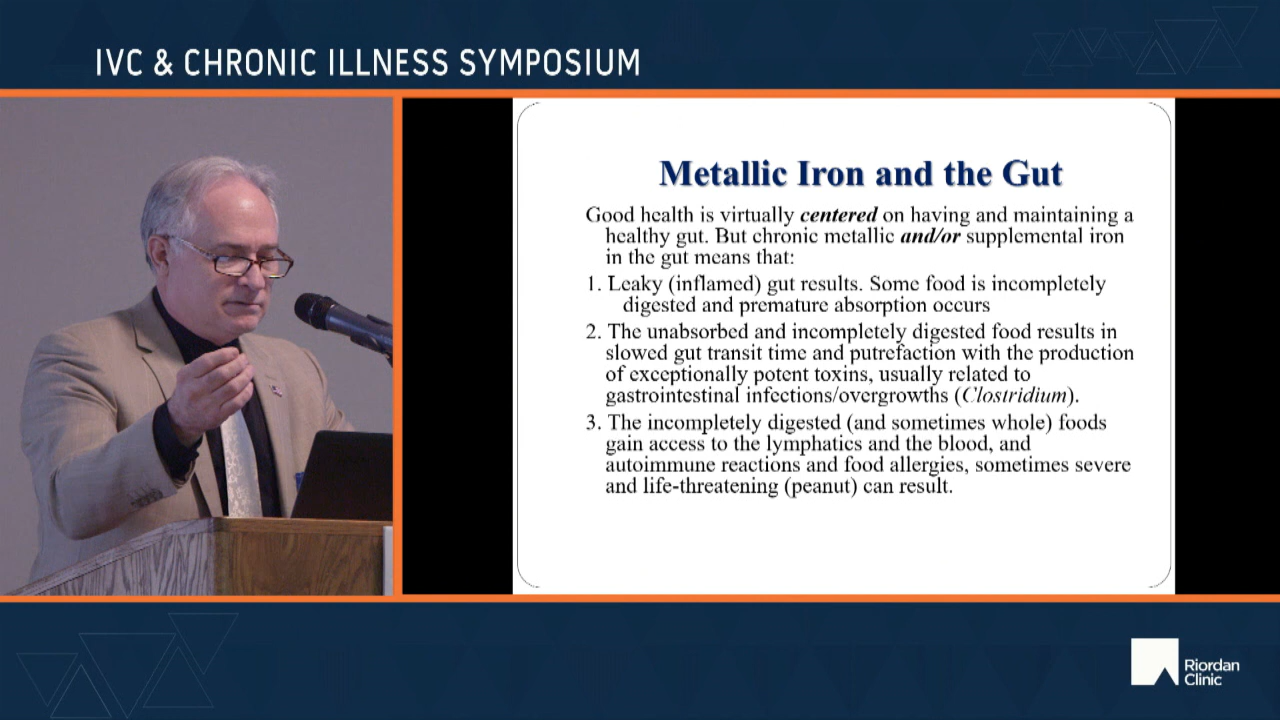 IVC & CHRONIC ILLNESS SYMPOSIUM
Metallic Iron and the Gut
Good health is virtually centered on having and maintaining a
healthy gut. But chronic metallic and/or supplemental iron
in the gut means that:
1. Leaky (inflamed) gut results. Some food is incompletely
digested and premature absorption occurs
2. The unabsorbed and incompletely digested food results in
slowed gut transit time and putrefaction with the production
of exceptionally potent toxins, usually related to
gastrointestinal infections/overgrowths (Clostridium).
3. The incompletely digested (and sometimes whole) foods
gain access to the lymphatics and the blood, and
autoimmune reactions and food allergies, sometimes severe
and life-threatening (peanut) can result.
Riordan
Clinic